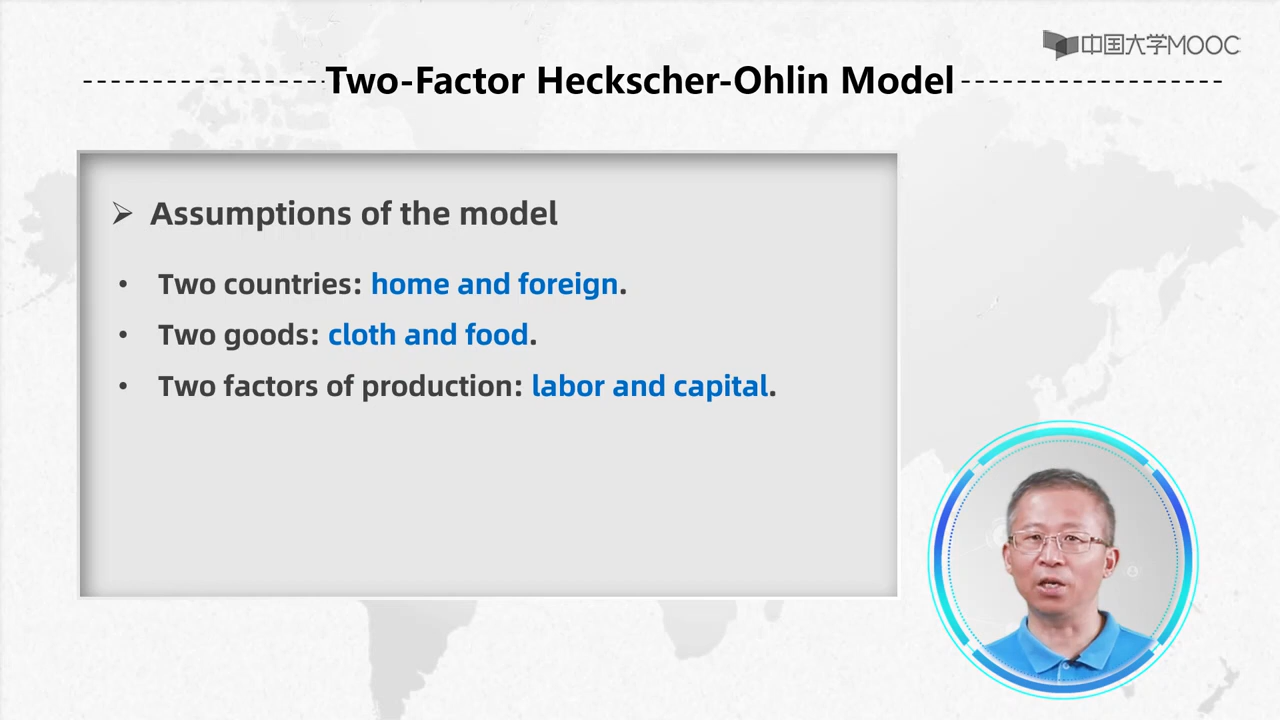 中国大学MOOC
Two-Factor Heckscher-Ohlin Model
➢ Assumptions of the model
• Two countries: home and foreign.
• Two goods: cloth and food.
• Two factors of production: labor and capital.